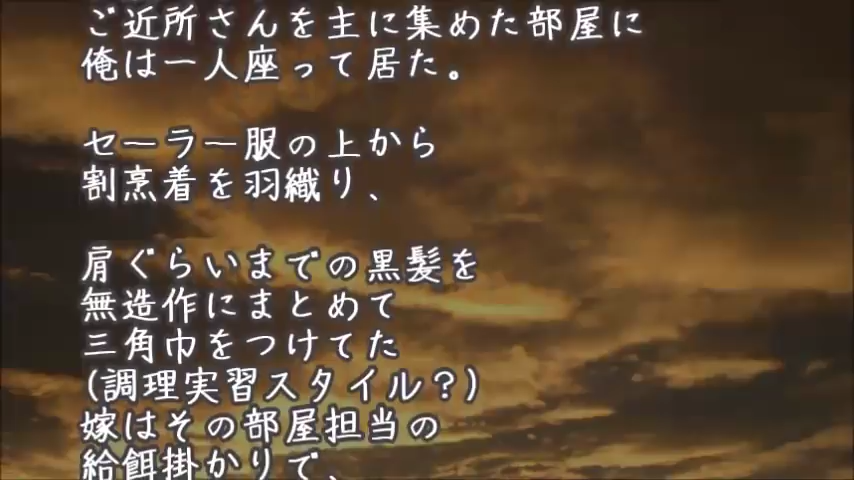 ご近所さんを主に集めた部屋に
俺は一人座って居た。
セーラー服の上から
割烹着を羽織り、
肩ぐらいまでの黒髪を
無造作にまとめて
三角巾をつけてた
(調理実習スタイル？)
嫁はその部屋担当の
給餌掛かりで、